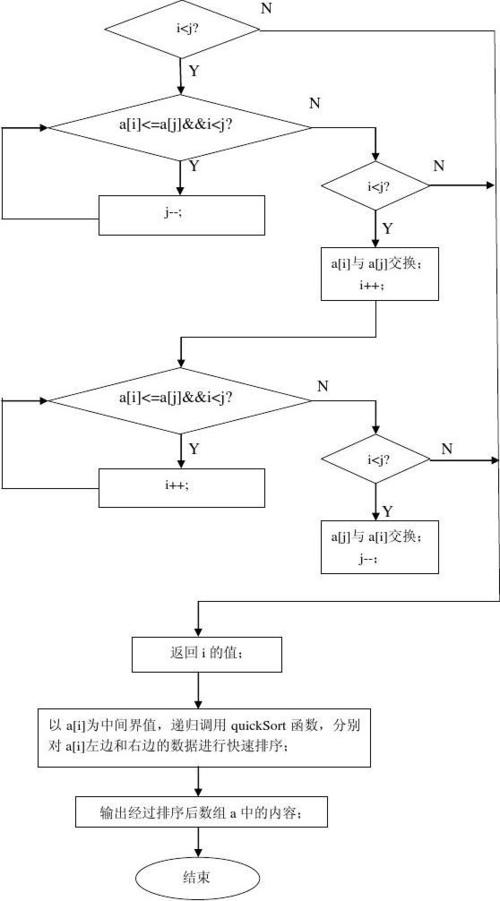 i<j?
N
Y
a[i]<=a[j]&&i<j?
N
Y
j--;
i<j?
N
Y
a[i]与 a[j]交换；
i++；
a[i]<=a[j]&&i<j?
N
Y
i++;
i<j?
N
Y
a[j]与 a[i]交换；
j--；
返回 i 的值；
以 a[i]为中间界值，递归调用 quickSort 函数，分别
对 a[i]左边和右边的数据进行快速排序；
输出经过排序后数组 a 中的内容；
结束